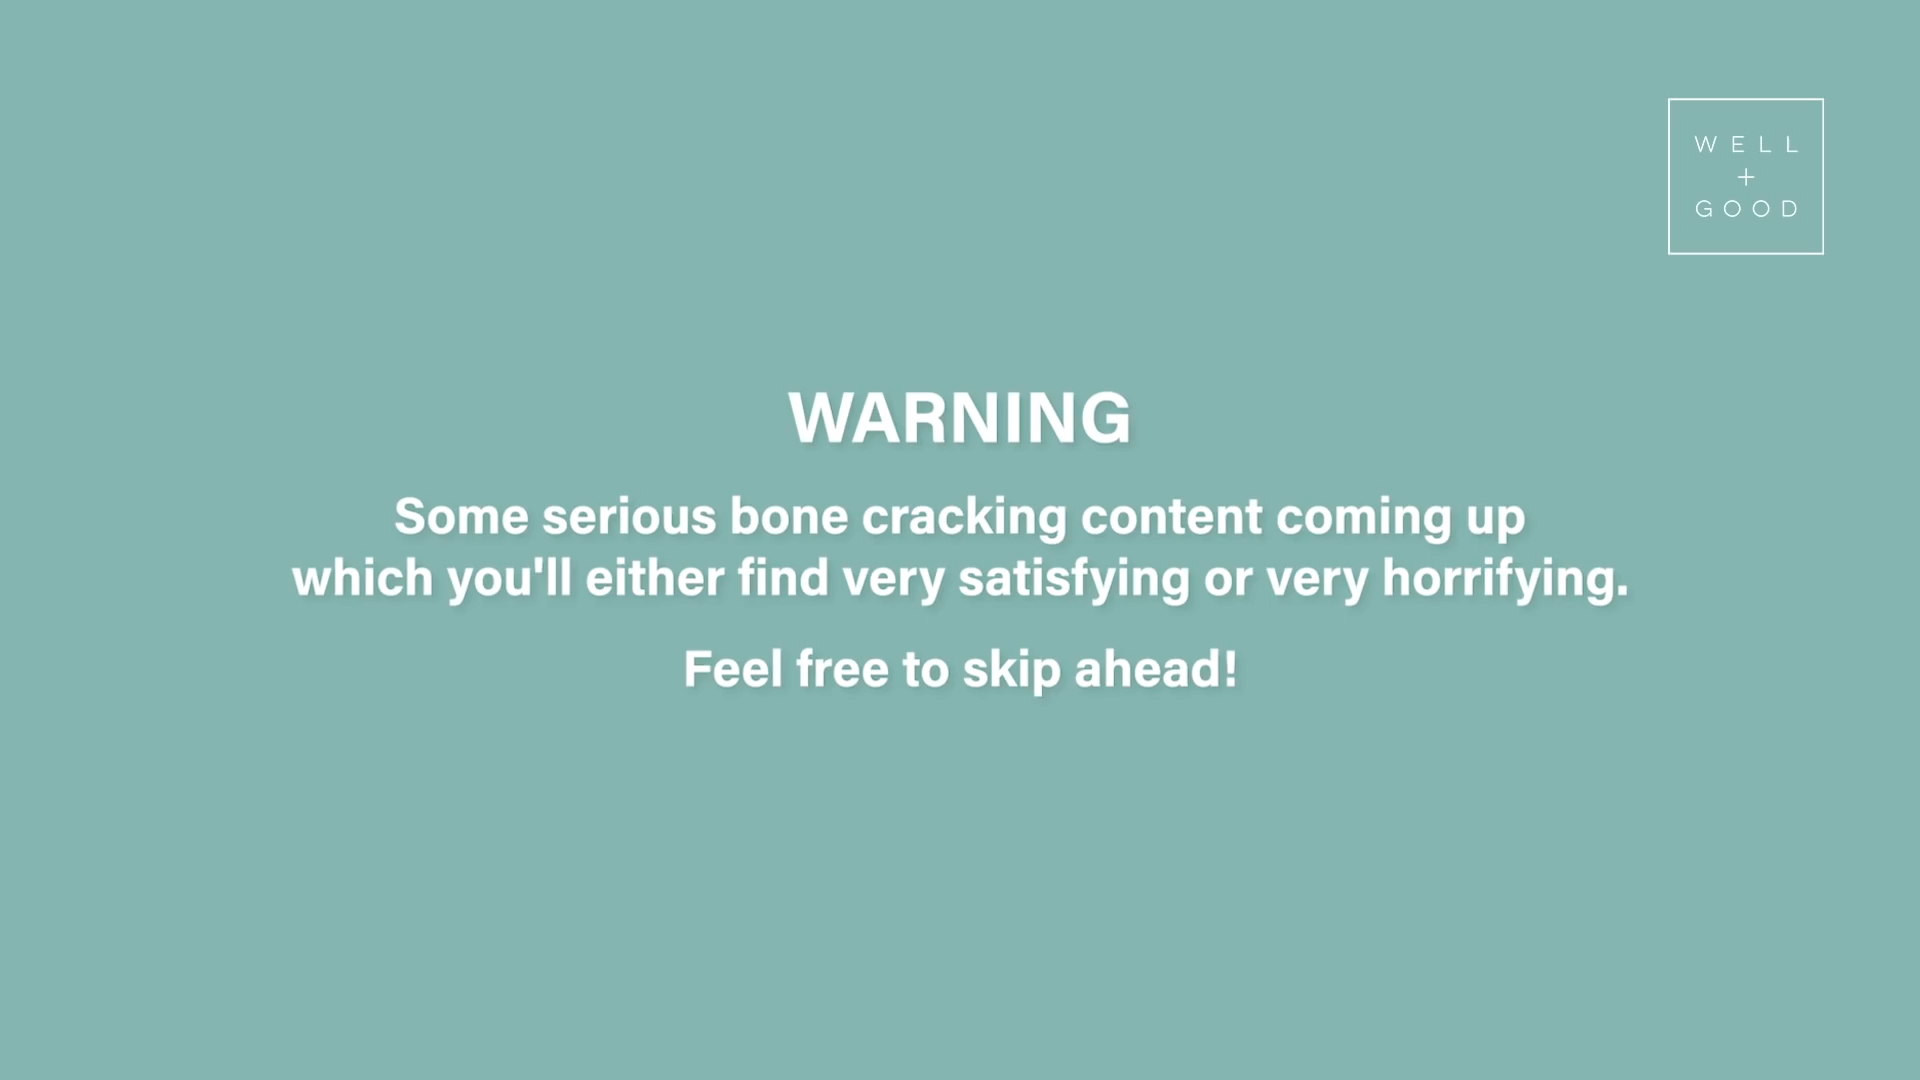 WELL
+
GOOD
WARNING
Some serious bone cracking content coming up
which you'll either find very satisfying or very horrifying.
Feel free to skip ahead!